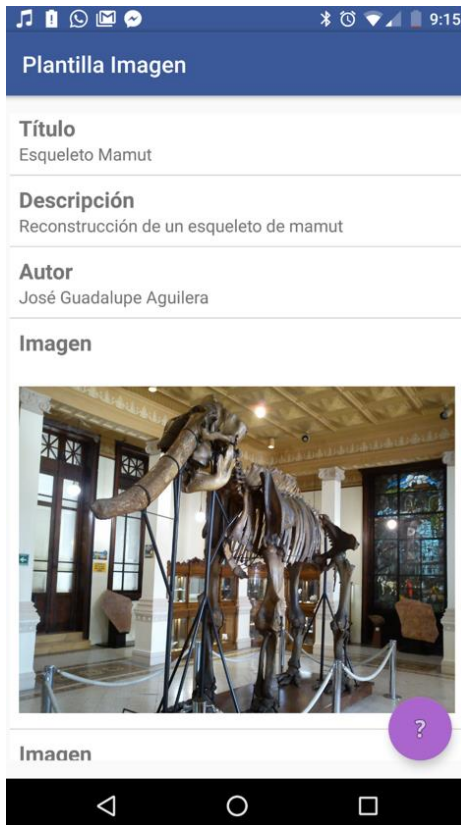 9:15
Plantilla Imagen
Título
Esqueleto Mamut
Descripción
Reconstrucción de un esqueleto de mamut
Autor
José Guadalupe Aguilera
Imagen
?
Imagen